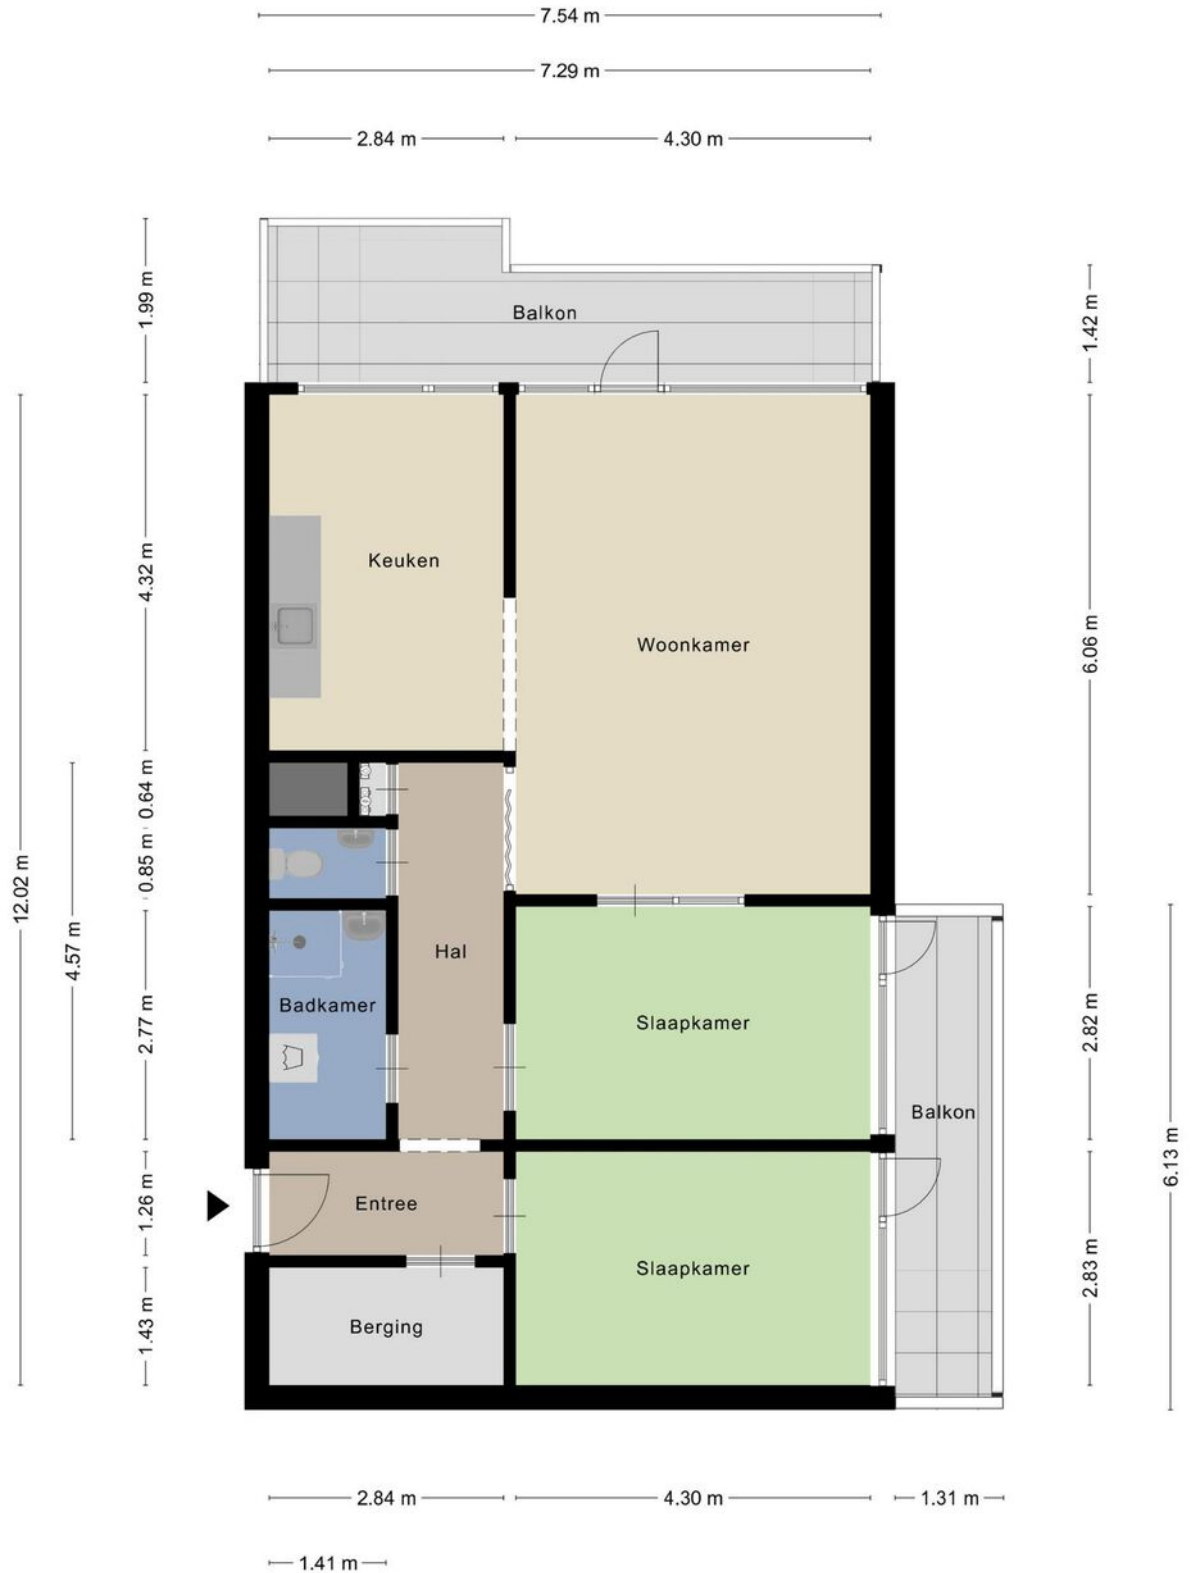 7.54 m
7.29 m
2.84 m
4.30 m
1.99 m
1.42 m
Balkon
4.32 m
Keuken
Woonkamer
6.06 m
0.64 m
0.85 m
12.02 m
4.57 m
Hal
2.77 m
Badkamer
Slaapkamer
2.82 m
Balkon
6.13 m
1.26 m
Entree
Slaapkamer
2.83 m
1.43 m
Berging
2.84 m
4.30 m
1.31 m
1.41 m